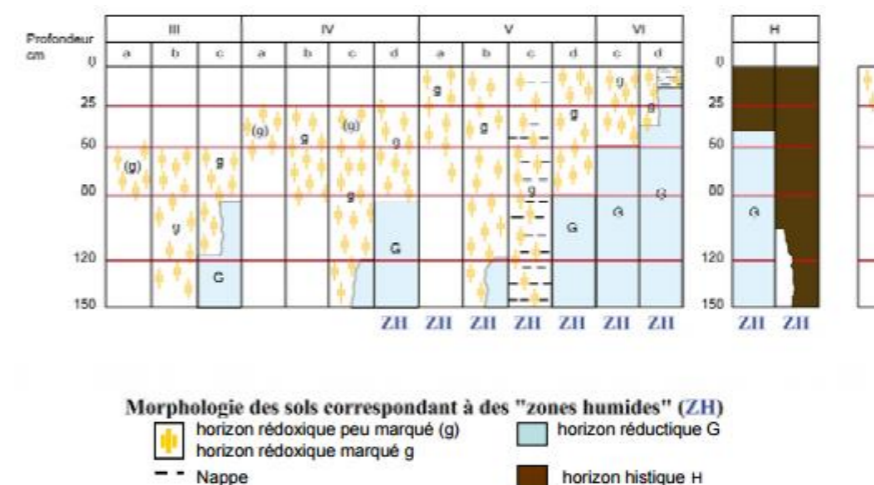 III IV V VI H
Profondeur
cm a b c a b c d a b c d c d
0 0
25 25
50 50
80 80
120 120
150 150
(g) g g g G
(g) g (g) g g G
g g g g G
g G g G
G
ZH ZH ZH ZH ZH ZH ZH ZH ZH
Morphologie des sols correspondant à des "zones humides" (ZH)
horizon rédoxique peu marqué (g) horizon réductique G
horizon rédoxique marqué g
Nappe horizon histique H